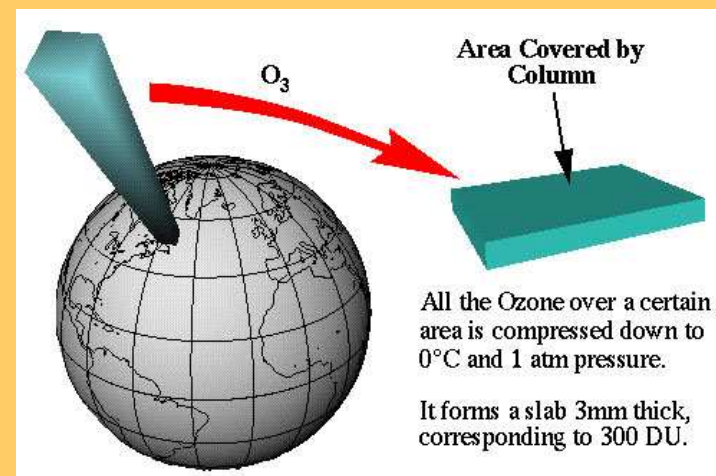 O3
Area Covered by
Column
All the Ozone over a certain
area is compressed down to
0°C and 1 atm pressure.
It forms a slab 3mm thick,
corresponding to 300 DU.